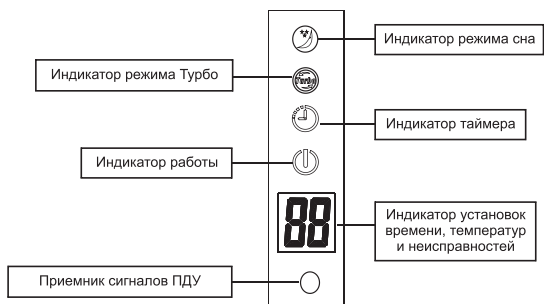 Индикатор режима сна
Индикатор режима Турбо
Turbo
Индикатор таймера
Индикатор работы
88
Индикатор установок
времени, температур
и неисправностей
Приемник сигналов ПДУ